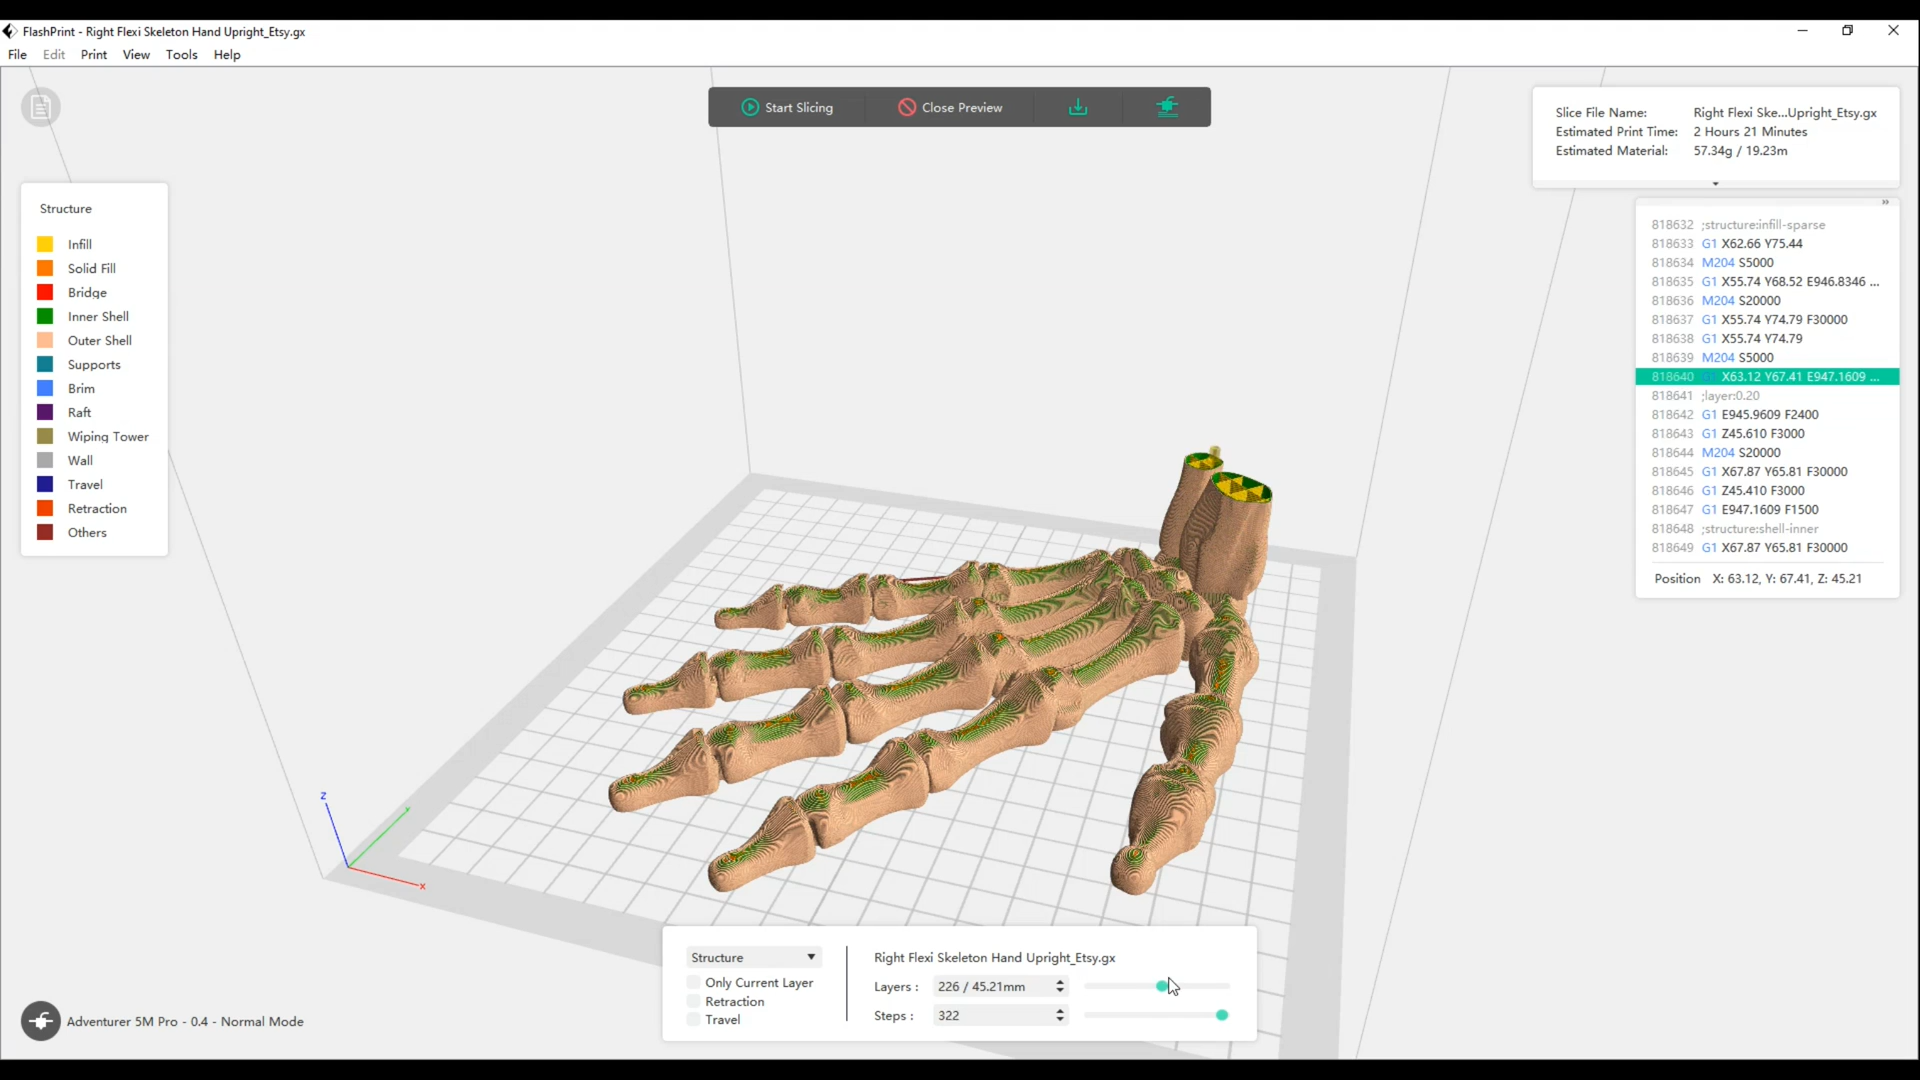 FlashPrint - Right Flexi Skeleton Hand Upright_Etsy.gx
File Edit Print View Tools Help
Start Slicing
Close Preview
Slice File Name: Right Flexi Ske...Upright_Etsy.gx
Estimated Print Time: 2 Hours 21 Minutes
Estimated Material: 57.34g / 19.23m
Structure
Infill
Solid Fill
Bridge
Inner Shell
Outer Shell
Supports
Brim
Raft
Wiping Tower
Wall
Travel
Retraction
Others
818632 ;structure:infill-sparse
818633 G1 X62.66 Y75.44
818634 M204 S5000
818635 G1 X55.74 Y68.52 E946.8346 ...
818636 M204 S20000
818637 G1 X55.74 Y74.79 F30000
818638 G1 X55.74 Y74.79
818639 M204 S5000
818640 G1 X63.12 Y67.41 E947.1609 ...
818641 ;layer:0.20
818642 G1 E945.9609 F2400
818643 G1 Z45.610 F3000
818644 M204 S20000
818645 G1 X67.87 Y65.81 F30000
818646 G1 Z45.410 F3000
818647 G1 E947.1609 F1500
818648 ;structure:shell-inner
818649 G1 X67.87 Y65.81 F30000
Position X: 63.12, Y: 67.41, Z: 45.21
z
y
x
Structure
Only Current Layer
Retraction
Travel
Right Flexi Skeleton Hand Upright_Etsy.gx
Layers : 226 / 45.21mm
Steps : 322
Adventurer 5M Pro - 0.4 - Normal Mode